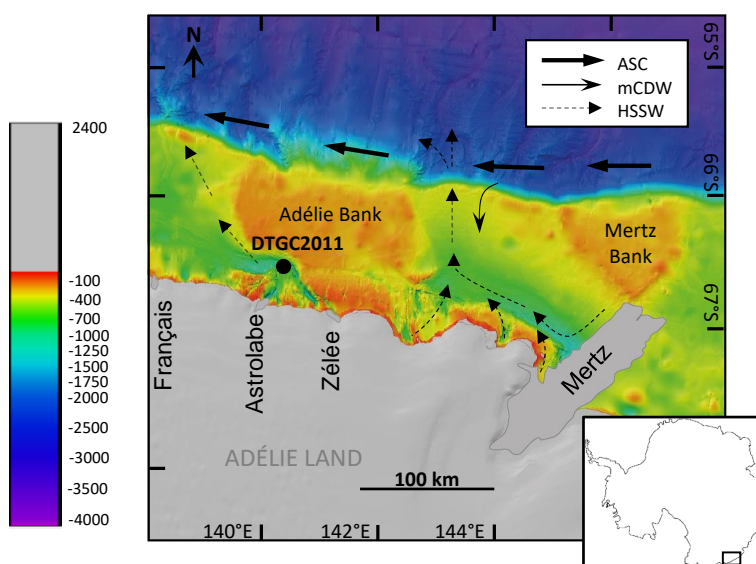 2400
-100
-400
-700
-1000
-1250
-1500
-1750
-2000
-2500
-3000
-3500
-4000
N
ASC
mCDW
HSSW
65°S
66°S
67°S
Adélie Bank
DTGC2011
Mertz
Bank
Français
Astrolabe
Zélée
Mertz
ADÉLIE LAND
100 km
140°E
142°E
144°E